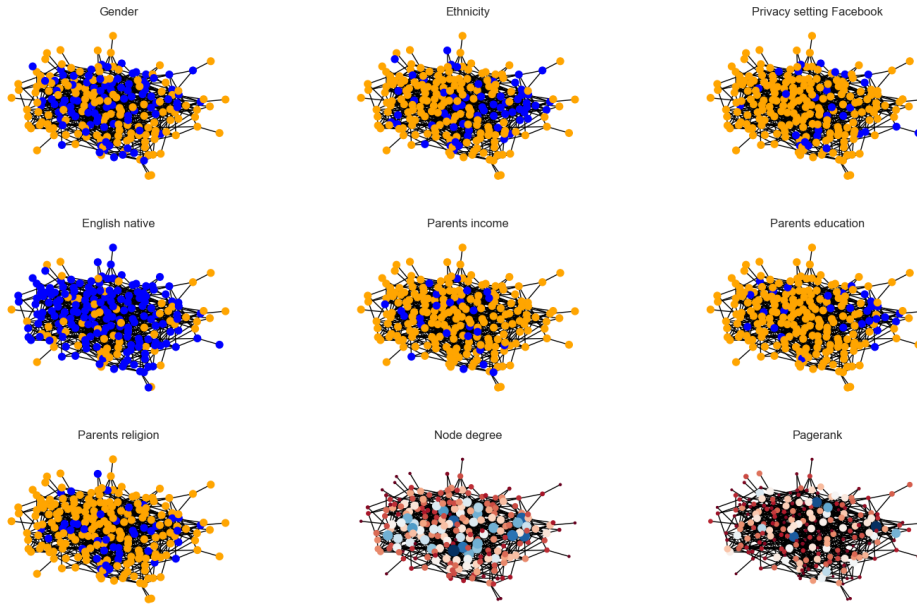 Gender
Ethnicity
Privacy setting Facebook
English native
Parents income
Parents education
Parents religion
Node degree
Pagerank